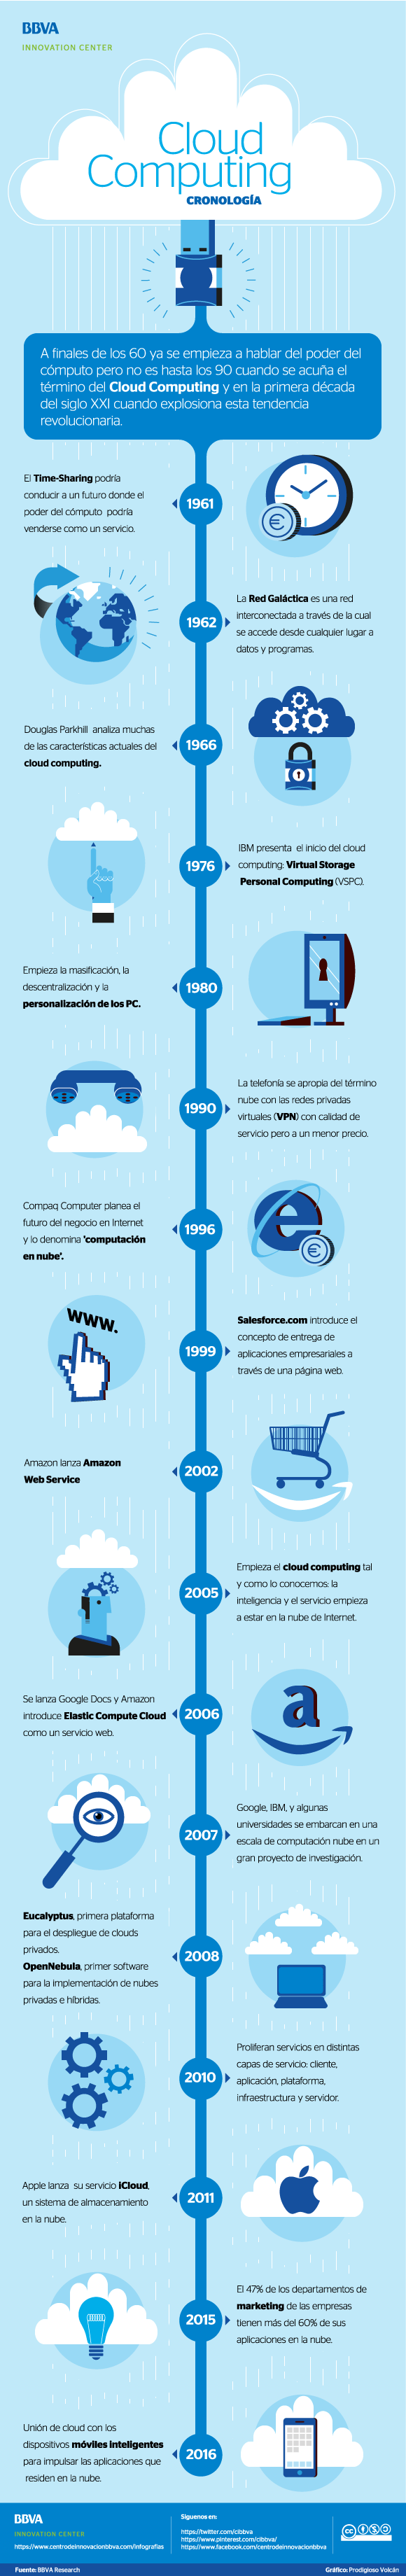 BBVA
INNOVATION CENTER
Cloud
Computing
CRONOLOGÍA
A finales de los 60 ya se empieza a hablar del poder del
cómputo pero no es hasta los 90 cuando se acuña el
término del Cloud Computing y en la primera década
del siglo XXI cuando explosiona esta tendencia
revolucionaria.
El Time-Sharing podría
conducir a un futuro donde el
poder del cómputo podría
venderse como un servicio.
1961
La Red Galáctica es una red
interconectada a través de la cual
se accede desde cualquier lugar a
datos y programas.
1962
Douglas Parkhill analiza muchas
de las características actuales del
cloud computing.
1966
IBM presenta el inicio del cloud
computing: Virtual Storage
Personal Computing (VSPC).
1976
Empieza la masificación, la
descentralización y la
personalización de los PC.
1980
La telefonía se apropia del término
nube con las redes privadas
virtuales (VPN) con calidad de
servicio pero a un menor precio.
1990
Compaq Computer planea el
futuro del negocio en Internet
y lo denomina 'computación
en nube'.
1996
www.
Salesforce.com introduce el
concepto de entrega de
aplicaciones empresariales a
través de una página web.
1999
Amazon lanza Amazon
Web Service
2002
Empieza el cloud computing tal
y como lo conocemos: la
inteligencia y el servicio empieza
a estar en la nube de Internet.
2005
Se lanza Google Docs y Amazon
introduce Elastic Compute Cloud
como un servicio web.
2006
a
Google, IBM, y algunas
universidades se embarcan en una
escala de computación nube en un
gran proyecto de investigación.
2007
Eucalyptus, primera plataforma
para el despliegue de clouds
privados.
OpenNebula, primer software
para la implementación de nubes
privadas e híbridas.
2008
Proliferan servicios en distintas
capas de servicio: cliente,
aplicación, plataforma,
infraestructura y servidor.
2010
Apple lanza su servicio iCloud,
un sistema de almacenamiento
en la nube.
2011
El 47% de los departamentos de
marketing de las empresas
tienen más del 60% de sus
aplicaciones en la nube.
2015
Unión de cloud con los
dispositivos móviles inteligentes
para impulsar las aplicaciones que
residen en la nube.
2016
BBVA
INNOVATION CENTER
https://www.centrodeinnovacionbbva.com/infografias
Síguenos en:
https://twitter.com/cibbva
https://www.pinterest.com/cibbva/
https://www.facebook.com/centrodeinnovacionbbva
Fuente: BBVA Research
Gráfico: Prodigioso Volcán